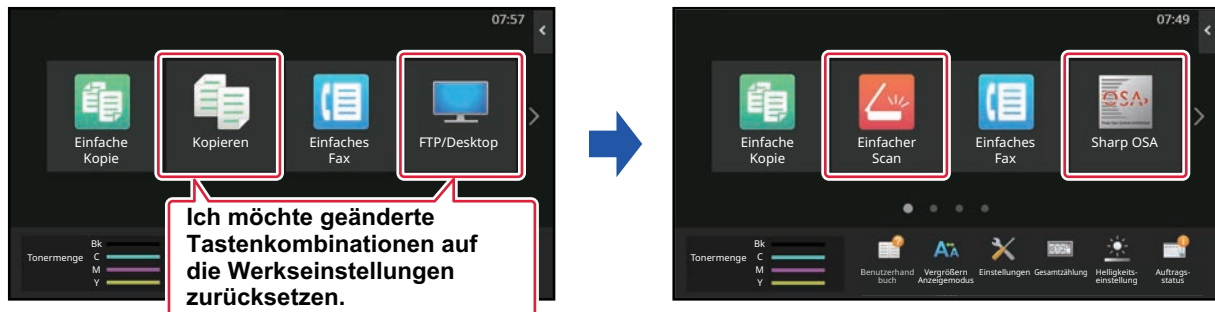 07:57
Einfache
Kopie
Kopieren
Einfaches
Fax
FTP/Desktop
Ich möchte geänderte
Tastenkombinationen auf
die Werkseinstellungen
zurücksetzen.
Tonermenge
Bk
C
M
Y
07:49
Einfache
Kopie
Einfacher
Scan
Einfaches
Fax
OSA
Sharp OSA
Tonermenge
Bk
C
M
Y
Benutzerhand
buch
Vergrößern
Anzeigemodus
Einstellungen
Gesamtzählung
Helligkeits-
einstellung
Auftrags-
status